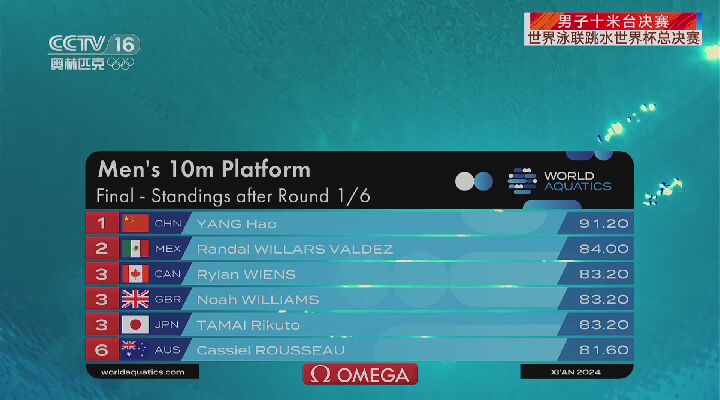 CCTV 16
奥林匹克
男子十米台决赛
世界泳联跳水世界杯总决赛
Men's 10m Platform
Final - Standings after Round 1/6
WORLD
AQUATICS
1 CHN YANG Hao 91.20
2 MEX Randal WILLARS VALDEZ 84.00
3 CAN Rylan WIENS 83.20
3 GBR Noah WILLIAMS 83.20
3 JPN TAMAI Rikuto 83.20
6 AUS Cassiel ROUSSEAU 81.60
worldaquatics.com
Ω OMEGA
XI'AN 2024